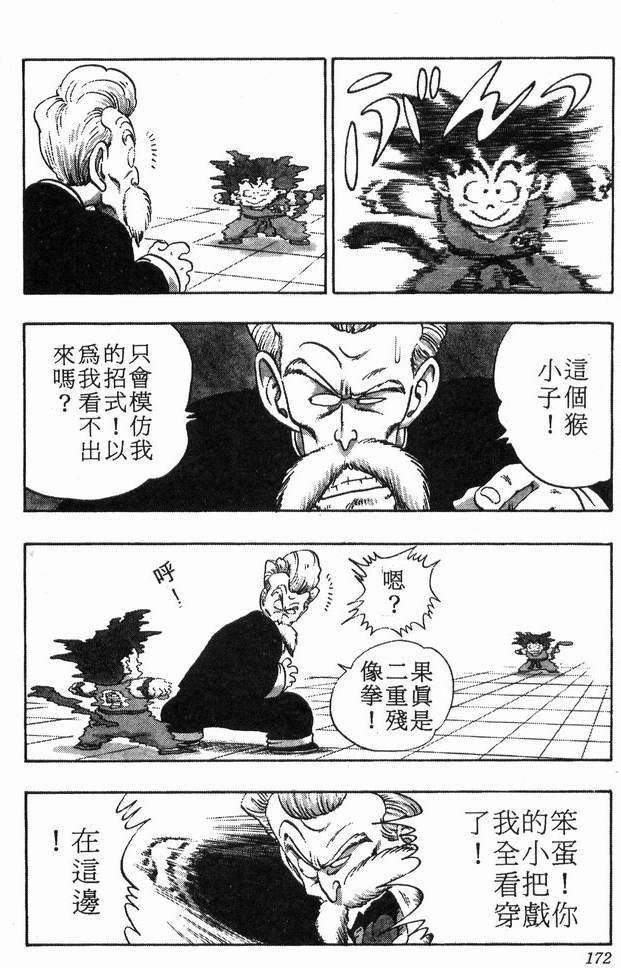 ぶんっ
這個猴
小子！
只會模仿我
的招式！以
為我看不出
來嗎？
嗯？
果真是
二重殘
像拳！
呼！
笨蛋！你
的小把戲
我全看穿
了！
在這邊
！
172